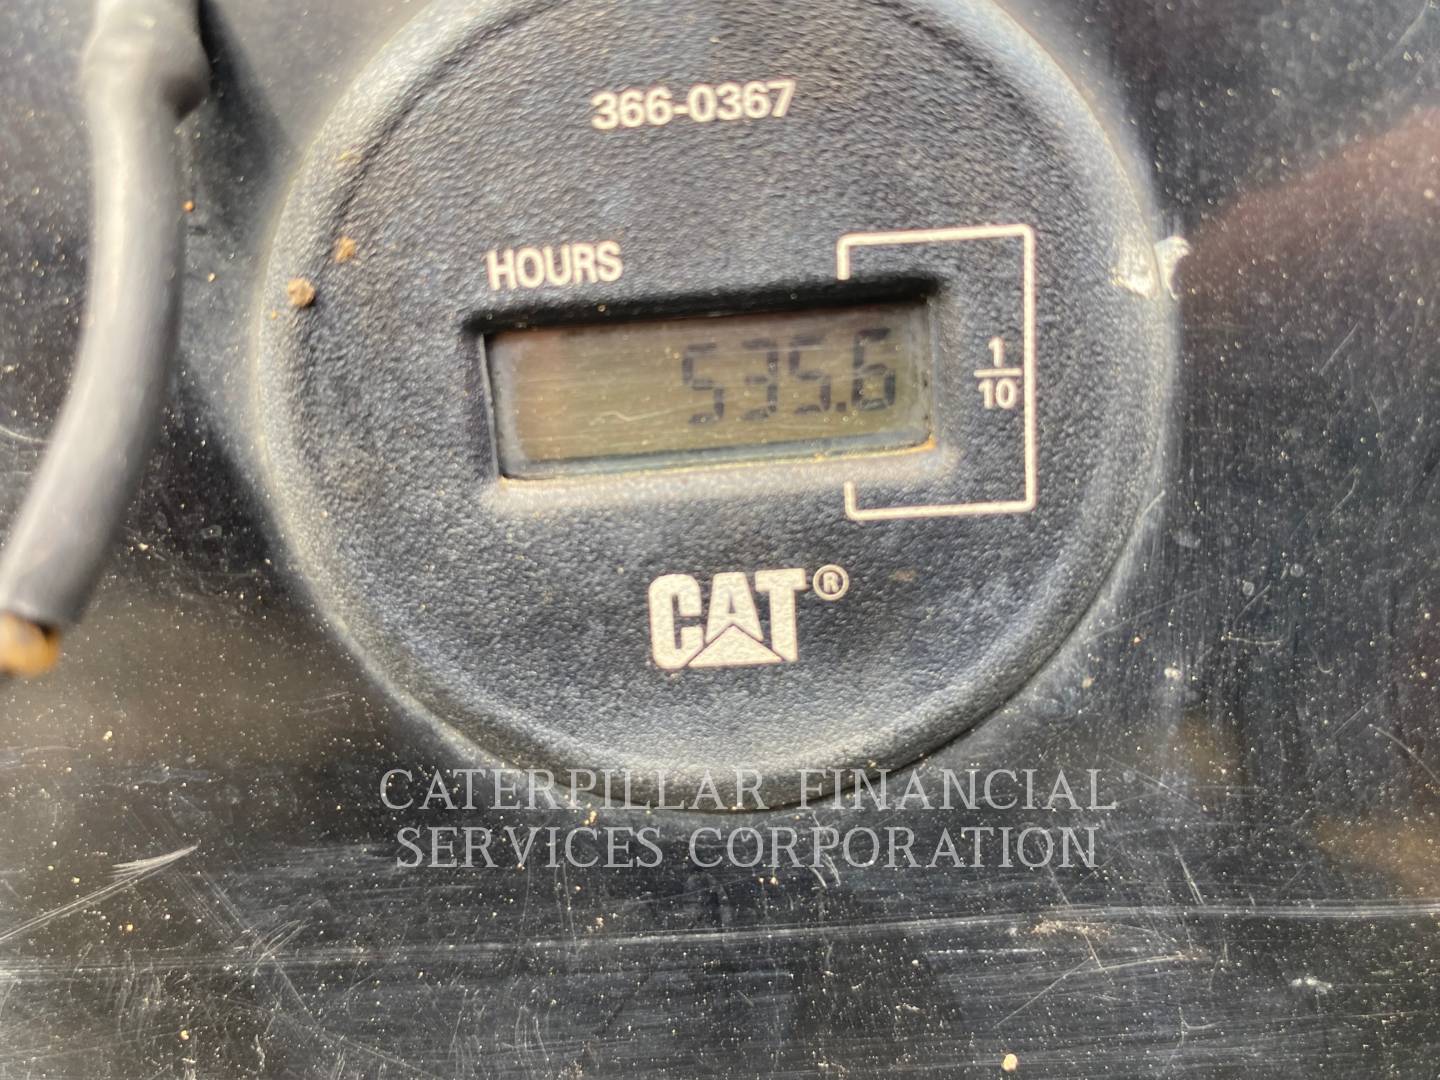 366-0367
HOURS
535.6
1
10
CAT®
CATERPILLAR FINANCIAL
SERVICES CORPORATION